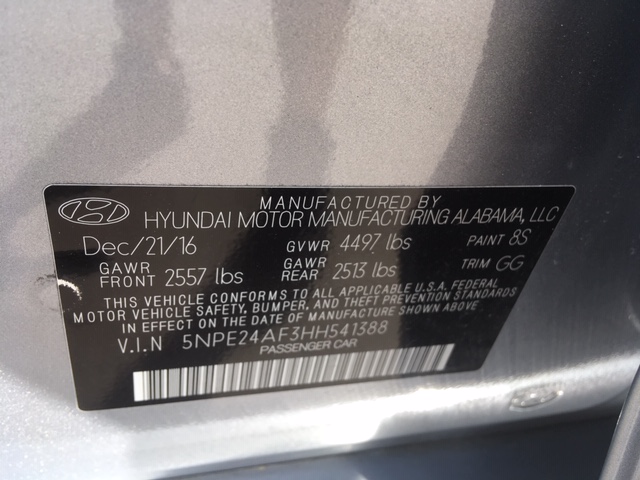 MANUFACTURED BY
HYUNDAI MOTOR MANUFACTURING ALABAMA, LLC
Dec/21/16 GVWR 4497 lbs PAINT 8S
GAWR FRONT 2557 lbs GAWR REAR 2513 lbs TRIM GG
THIS VEHICLE CONFORMS TO ALL APPLICABLE U.S.A. FEDERAL
MOTOR VEHICLE SAFETY, BUMPER, AND THEFT PREVENTION STANDARDS
IN EFFECT ON THE DATE OF MANUFACTURE SHOWN ABOVE
V.I.N 5NPE24AF3HH541388
PASSENGER CAR